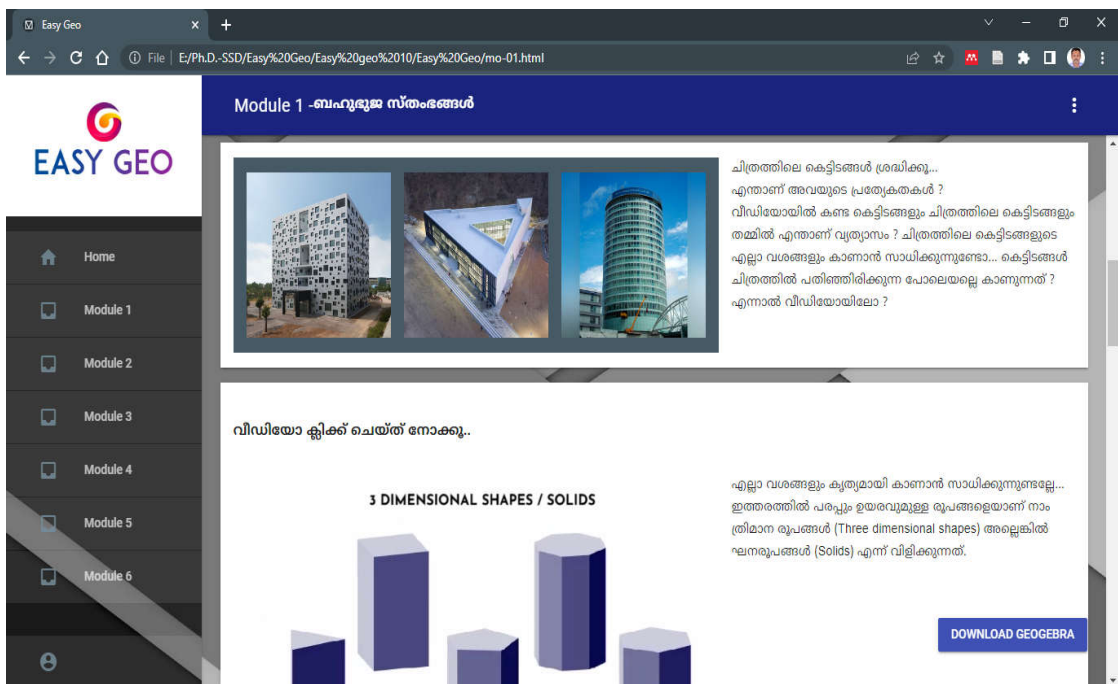 Easy Geo
File | E:/Ph.D.-SSD/Easy%20Geo/Easy%20geo%2010/Easy%20Geo/mo-01.html
EASY GEO
Module 1 -ബഹുഭുജ സ്തംഭങ്ങൾ
Home
Module 1
Module 2
Module 3
Module 4
Module 5
Module 6
ചിത്രത്തിലെ കെട്ടിടങ്ങൾ ശ്രദ്ധിക്കൂ...
എന്താണ് അവയുടെ പ്രത്യേകതകൾ ?
വീഡിയോയിൽ കണ്ട കെട്ടിടങ്ങളും ചിത്രത്തിലെ കെട്ടിടങ്ങളും
തമ്മിൽ എന്താണ് വ്യത്യാസം ? ചിത്രത്തിലെ കെട്ടിടങ്ങളുടെ
എല്ലാ വശങ്ങളും കാണാൻ സാധിക്കുന്നുണ്ടോ... കെട്ടിടങ്ങൾ
ചിത്രത്തിൽ പതിഞ്ഞിരിക്കുന്ന പോലെയല്ലെ കാണുന്നത് ?
എന്നാൽ വീഡിയോയിലോ ?
വീഡിയോ ക്ലിക്ക് ചെയ്ത് നോക്കൂ..
3 DIMENSIONAL SHAPES / SOLIDS
എല്ലാ വശങ്ങളും കൃത്യമായി കാണാൻ സാധിക്കുന്നുണ്ടല്ലേ...
ഇത്തരത്തിൽ പരപ്പും ഉയരവുമുള്ള രൂപങ്ങളെയാണ് നാം
ത്രിമാന രൂപങ്ങൾ (Three dimensional shapes) അല്ലെങ്കിൽ
ഘനരൂപങ്ങൾ (Solids) എന്ന് വിളിക്കുന്നത്.
DOWNLOAD GEOGEBRA